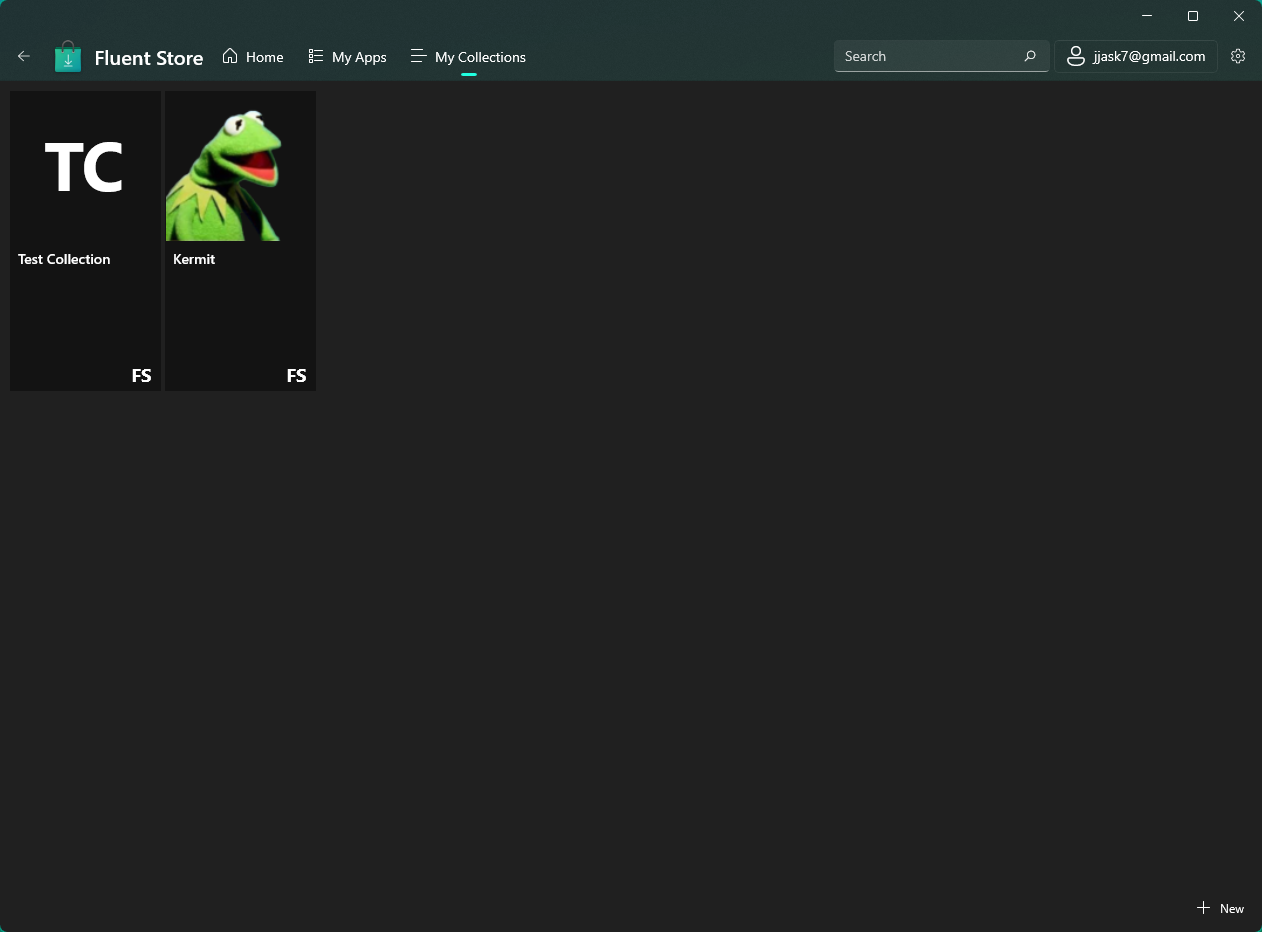 Fluent Store
Home
My Apps
My Collections
Search
jjask7@gmail.com
TC
Test Collection
FS
Kermit
FS
New